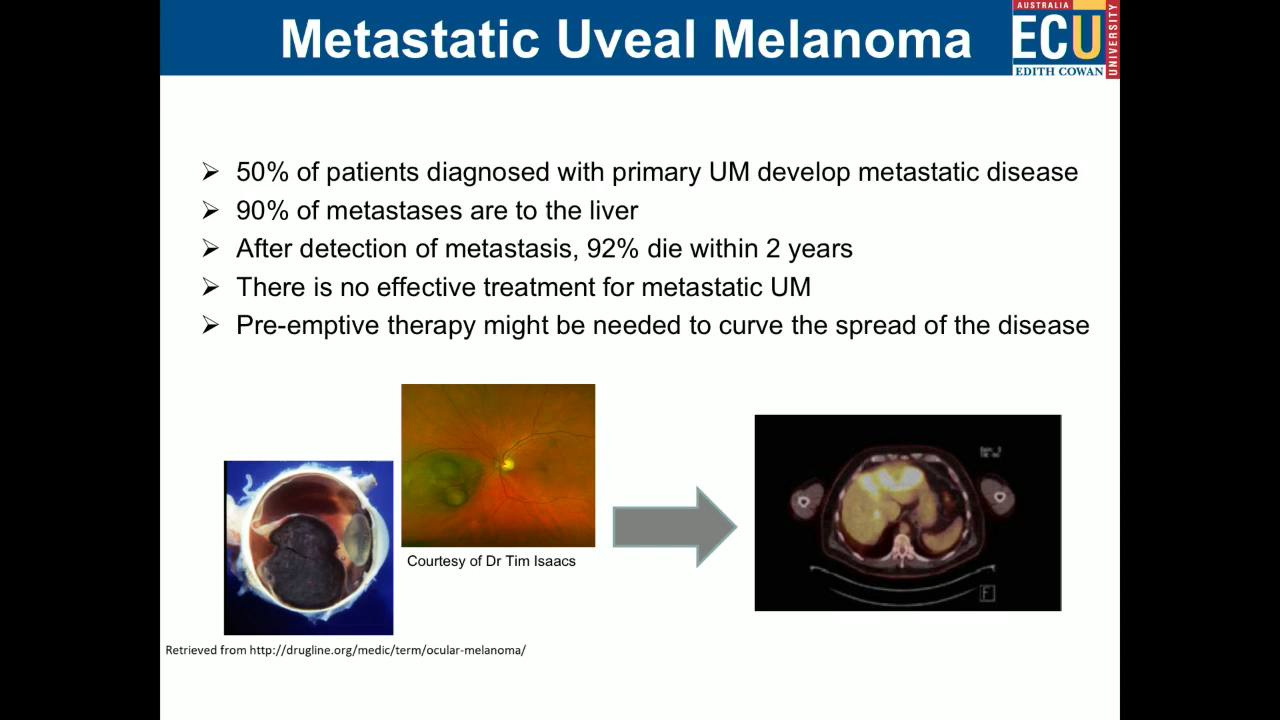 Metastatic Uveal Melanoma
AUSTRALIA
ECU
EDITH COWAN
UNIVERSITY
➢ 50% of patients diagnosed with primary UM develop metastatic disease
➢ 90% of metastases are to the liver
➢ After detection of metastasis, 92% die within 2 years
➢ There is no effective treatment for metastatic UM
➢ Pre-emptive therapy might be needed to curve the spread of the disease
Courtesy of Dr Tim Isaacs
F
Retrieved from http://drugline.org/medic/term/ocular-melanoma/